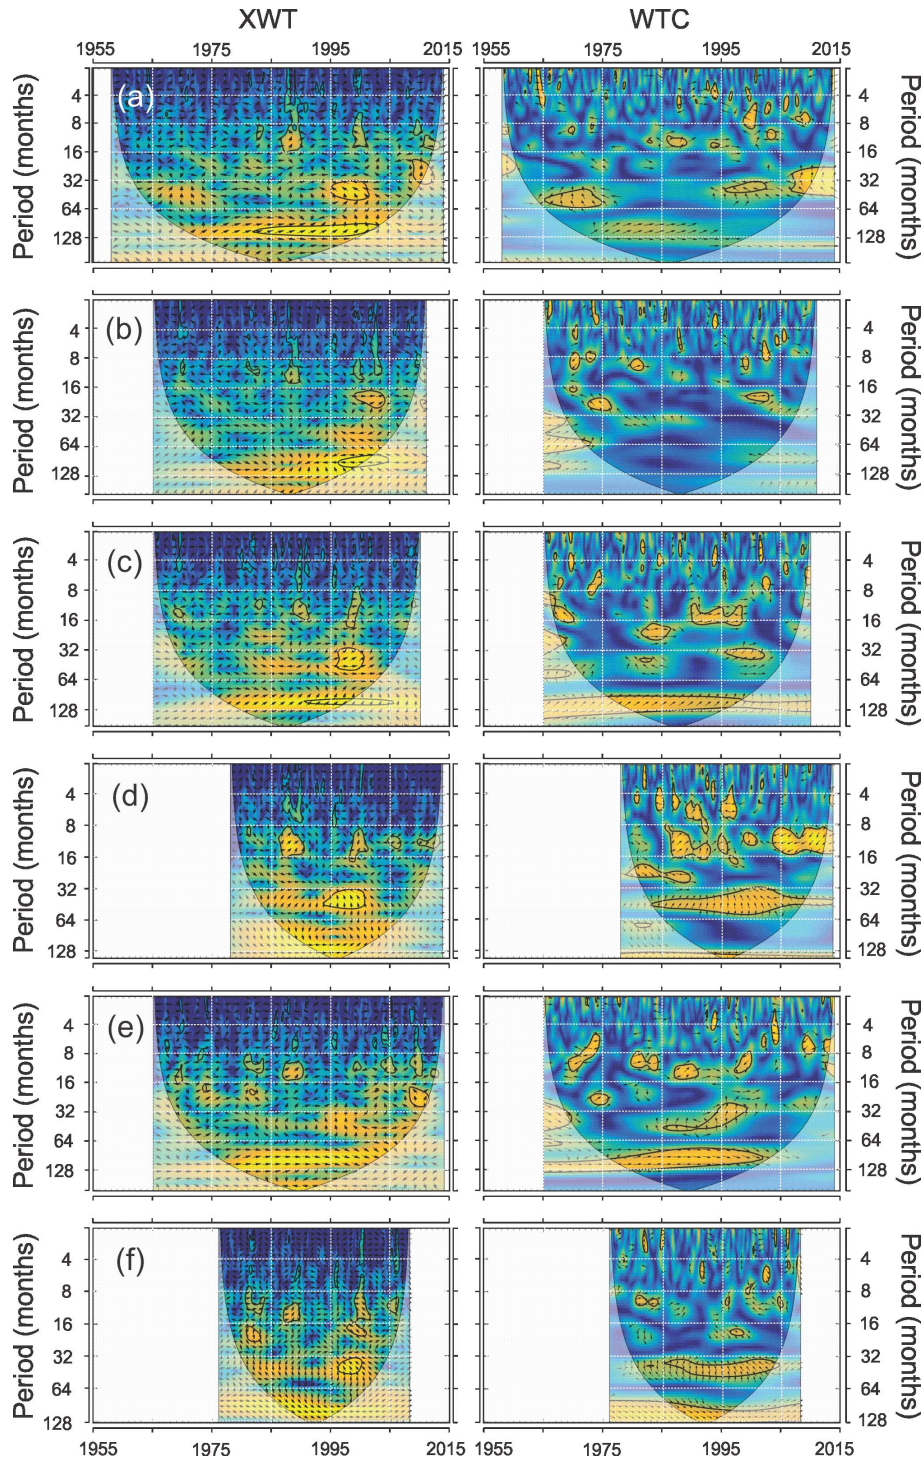 XWT WTC
1955 1975 1995 2015 1955 1975 1995 2015
(a)
4 8 16 32 64 128
Period (months)
4 8 16 32 64 128
Period (months)
(b)
4 8 16 32 64 128
Period (months)
4 8 16 32 64 128
Period (months)
(c)
4 8 16 32 64 128
Period (months)
4 8 16 32 64 128
Period (months)
(d)
4 8 16 32 64 128
Period (months)
4 8 16 32 64 128
Period (months)
(e)
4 8 16 32 64 128
Period (months)
4 8 16 32 64 128
Period (months)
(f)
4 8 16 32 64 128
Period (months)
4 8 16 32 64 128
Period (months)
1955 1975 1995 2015 1955 1975 1995 2015